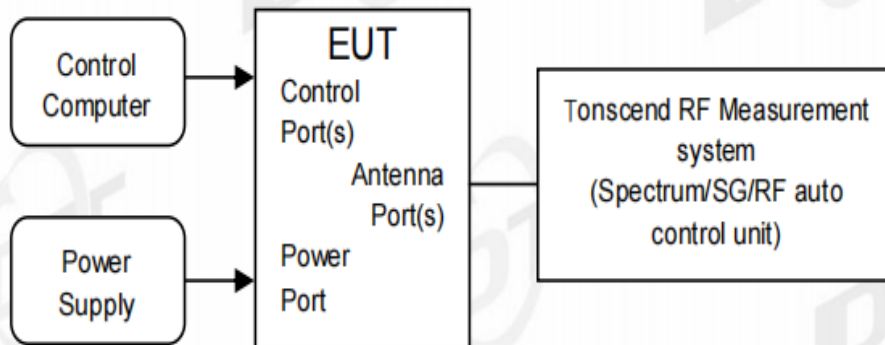 Control
Computer
EUT
Control
Port(s)
Antenna
Port(s)
Power
Port
Power
Supply
Tonscend RF Measurement
system
(Spectrum/SG/RF auto
control unit)